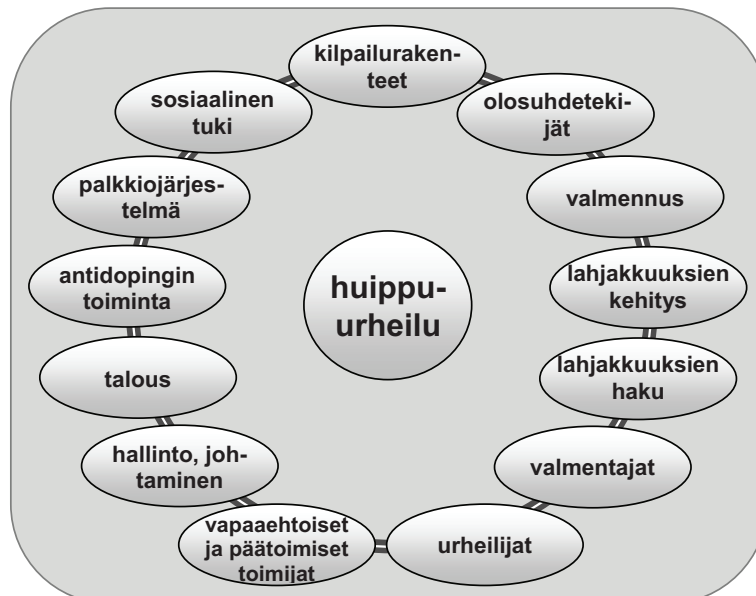 kilpailuraken-
teet
olosuhdeteki-
jät
valmennus
lahjakkuuksien
kehitys
lahjakkuuksien
haku
valmentajat
urheilijat
vapaaehtoiset
ja päätoimiset
toimijat
hallinto, joh-
taminen
talous
antidopingin
toiminta
palkkiojärjes-
telmä
sosiaalinen
tuki
huippu-
urheilu